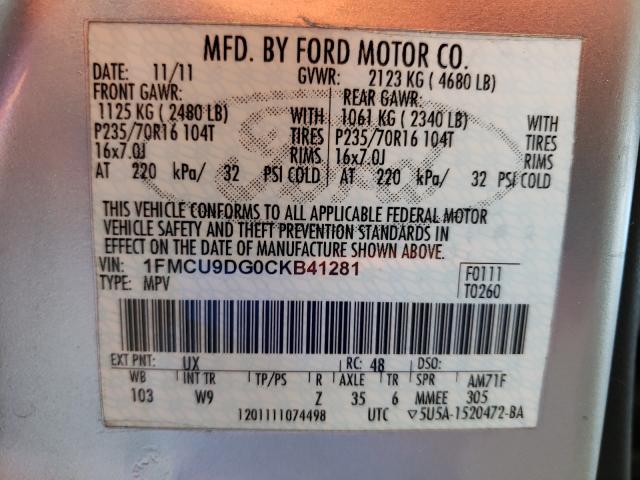 MFD. BY FORD MOTOR CO.
DATE: 11/11 GVWR: 2123 KG ( 4680 LB)
FRONT GAWR: REAR GAWR:
1125 KG ( 2480 LB) WITH 1061 KG ( 2340 LB) WITH
P235/70R16 104T TIRES P235/70R16 104T TIRES
16x7.0J RIMS 16x7.0J RIMS
AT 220 kPa/ 32 PSI COLD AT 220 kPa/ 32 PSI COLD
Ford
THIS VEHICLE CONFORMS TO ALL APPLICABLE FEDERAL MOTOR
VEHICLE SAFETY AND THEFT PREVENTION STANDARDS IN
EFFECT ON THE DATE OF MANUFACTURE SHOWN ABOVE.
VIN: 1FMCU9DG0CKB41281 F0111
TYPE: MPV T0260
EXT PNT: UX RC: 48 DSO:
WB INT TR TP/PS R AXLE TR SPR AM71F
103 W9 Z 35 6 MMEE 305
1201111074498 UTC ▽5U5A-1520472-BA